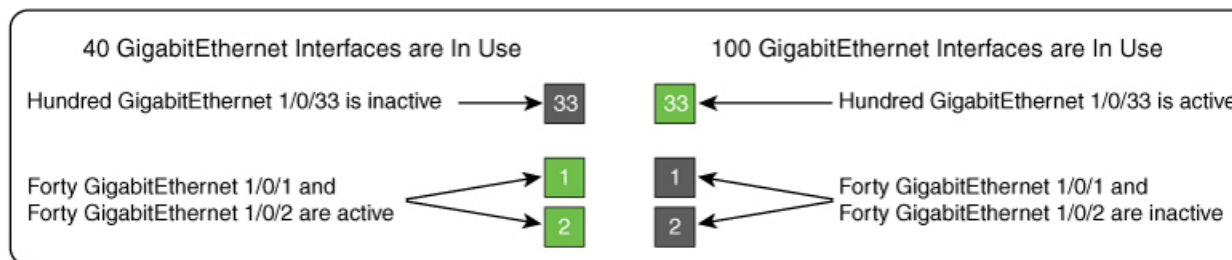 40 GigabitEthernet Interfaces are In Use
Hundred GigabitEthernet 1/0/33 is inactive
33
Forty GigabitEthernet 1/0/1 and
Forty GigabitEthernet 1/0/2 are active
1
2
100 GigabitEthernet Interfaces are In Use
33
Hundred GigabitEthernet 1/0/33 is active
1
2
Forty GigabitEthernet 1/0/1 and
Forty GigabitEthernet 1/0/2 are inactive